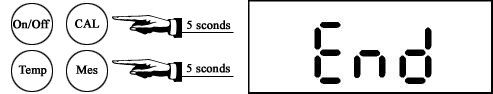 On/Off CAL 5 sconds
End
Temp Mes 5 sconds